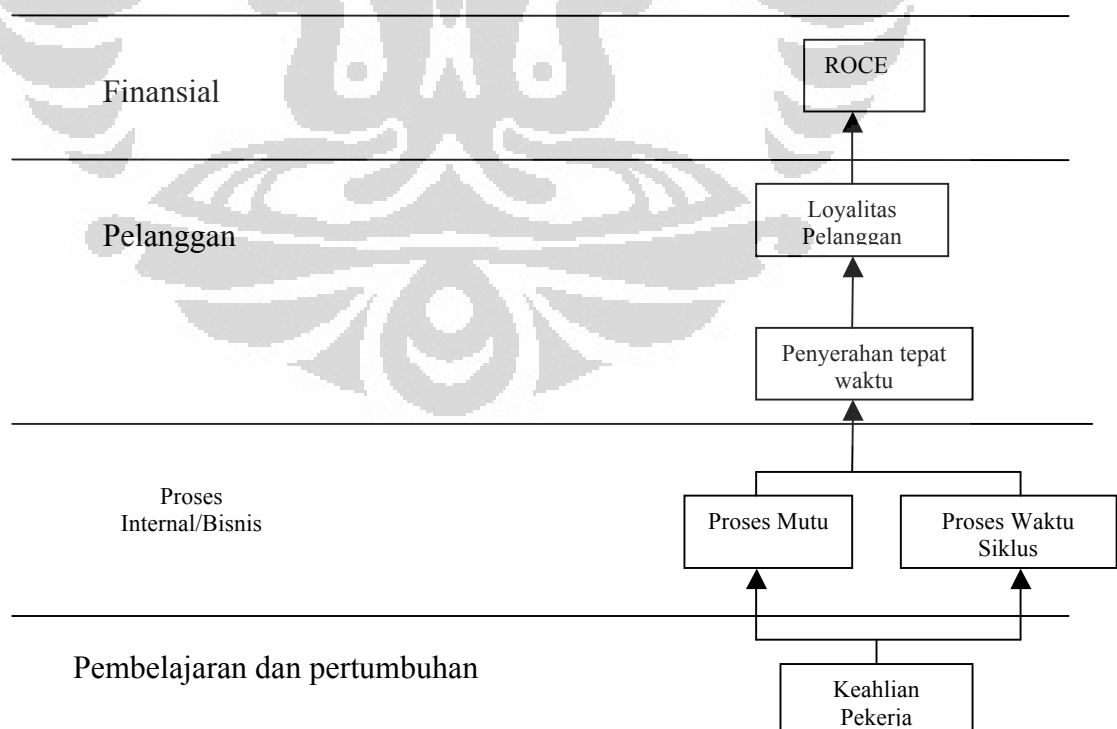 ROCE
Finansial
Loyalitas
Pelanggan
Pelanggan
Penyerahan tepat
waktu
Proses
Internal/Bisnis
Proses Mutu
Proses Waktu
Siklus
Pembelajaran dan pertumbuhan
Keahlian
Pekerja